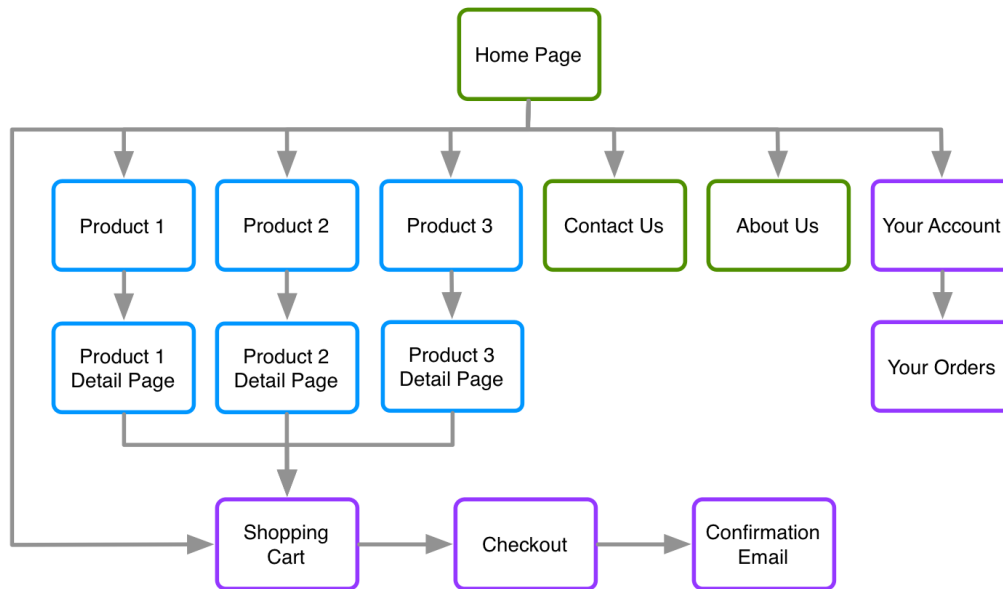 Home Page
Product 1
Product 2
Product 3
Contact Us
About Us
Your Account
Product 1
Detail Page
Product 2
Detail Page
Product 3
Detail Page
Your Orders
Shopping
Cart
Checkout
Confirmation
Email